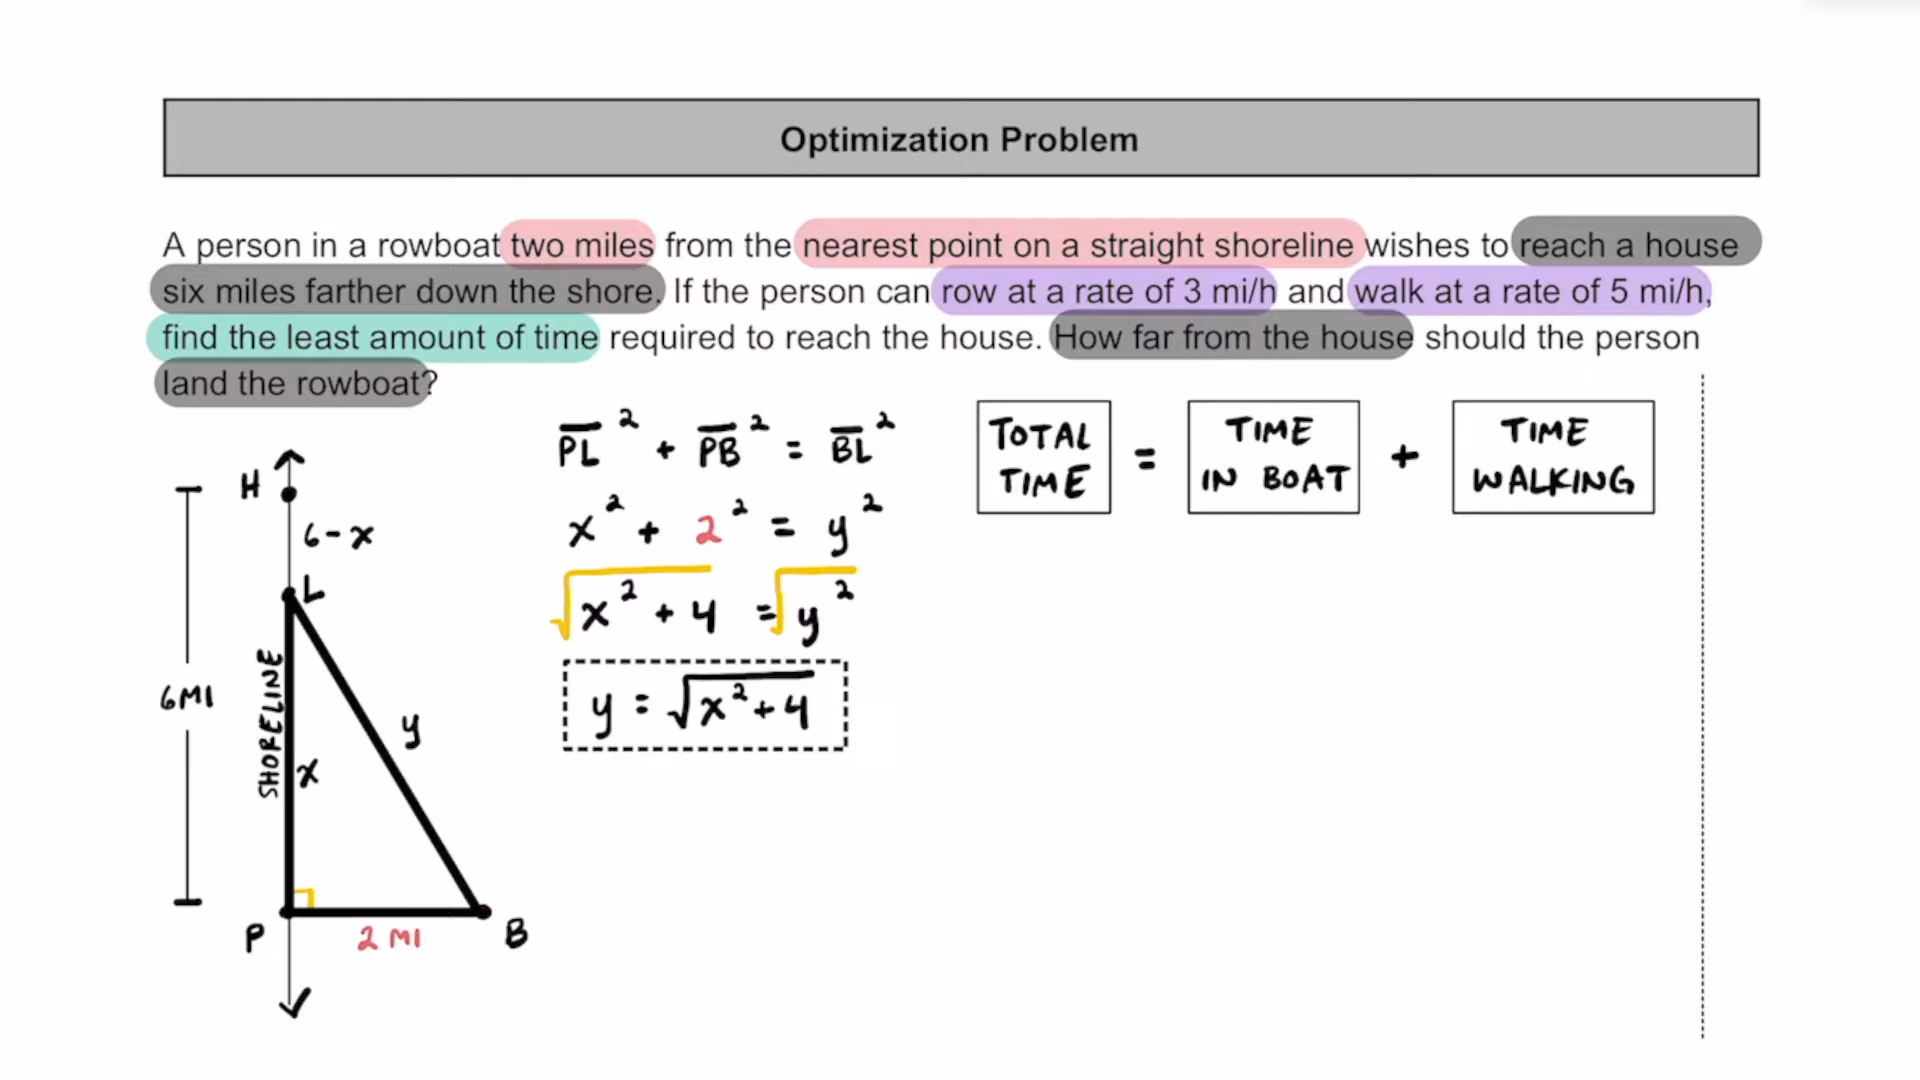 Optimization Problem
A person in a rowboat two miles from the nearest point on a straight shoreline wishes to reach a house
six miles farther down the shore. If the person can row at a rate of 3 mi/h and walk at a rate of 5 mi/h,
find the least amount of time required to reach the house. How far from the house should the person
land the rowboat?
H
6-x
L
6MI
SHORELINE
x
y
P
2 MI
B
PL² + PB² = BL²
x² + 2² = y²
√x² + 4 = √y²
y = √x²+4
TOTAL
TIME
=
TIME
IN BOAT
+
TIME
WALKING